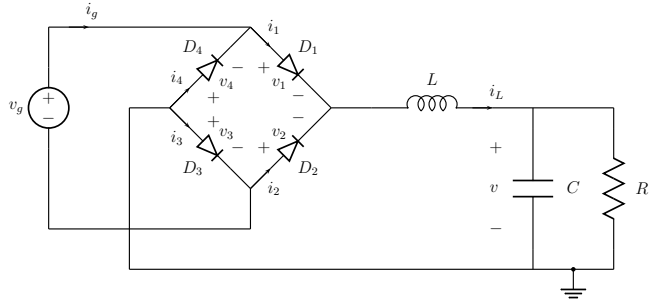 i_g
i_1
D_4
D_1
i_4
− +
v_4
v_1
+
−
L
i_L
v_g
+
−
+
−
i_3
v_3
v_2
− +
D_3
D_2
i_2
+
v
−
C
R